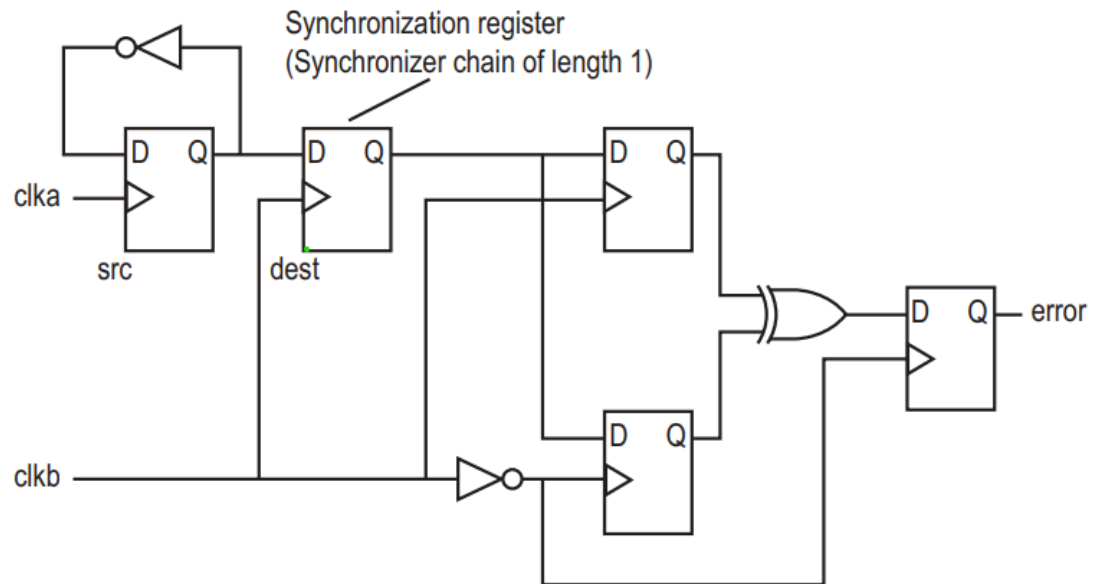 Synchronization register
(Synchronizer chain of length 1)
D Q
D Q
D Q
clka
src
dest
D Q
error
D Q
clkb